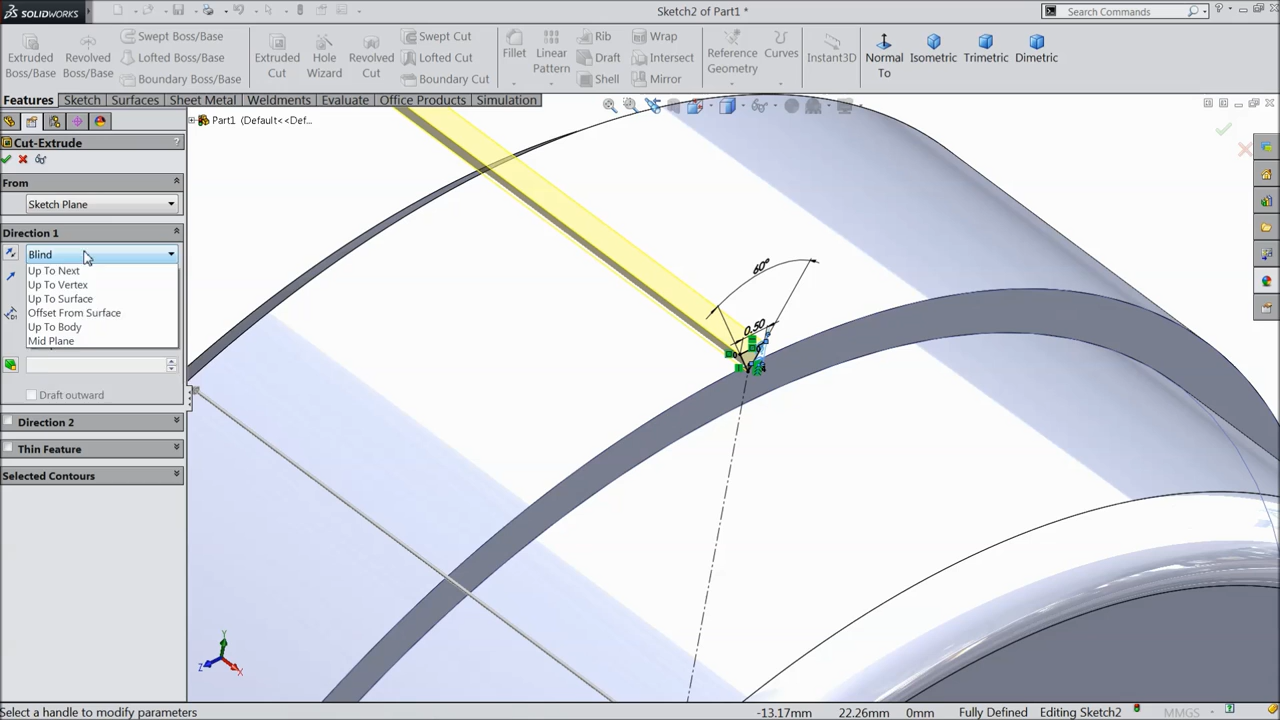 SOLIDWORKS
Sketch2 of Part1 *
Search Commands
Extruded Boss/Base
Revolved Boss/Base
Swept Boss/Base
Lofted Boss/Base
Boundary Boss/Base
Extruded Cut
Hole Wizard
Revolved Cut
Swept Cut
Lofted Cut
Boundary Cut
Fillet
Linear Pattern
Rib
Draft
Shell
Wrap
Intersect
Mirror
Reference Geometry
Curves
Instant3D
Normal To
Isometric
Trimetric
Dimetric
Features
Sketch
Surfaces
Sheet Metal
Weldments
Evaluate
Office Products
Simulation
Part1 (Default<<Def...
Cut-Extrude
?
From
Sketch Plane
Direction 1
Blind
Up To Next
Up To Vertex
Up To Surface
Offset From Surface
Up To Body
Mid Plane
Draft outward
Direction 2
Thin Feature
Selected Contours
60°
0.50
Y
Z
X
Select a handle to modify parameters
-13.17mm
22.26mm
0mm
Fully Defined
Editing Sketch2
MMGS